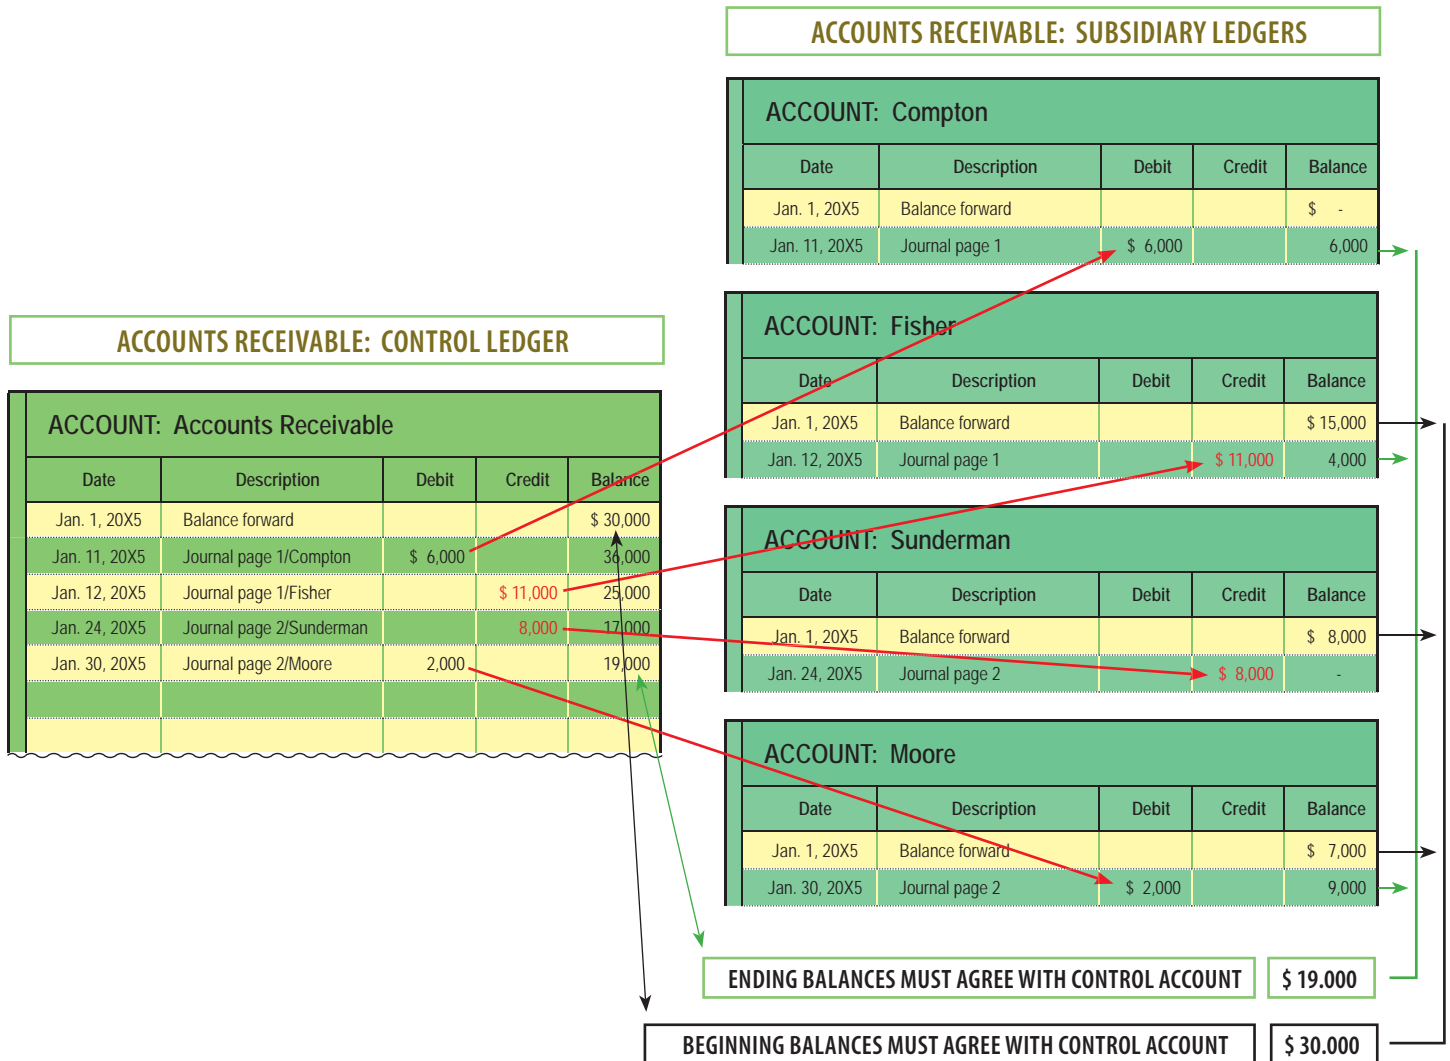 ACCOUNTS RECEIVABLE: SUBSIDIARY LEDGERS
ACCOUNT: Compton
Date Description Debit Credit Balance
Jan. 1, 20X5 Balance forward $ -
Jan. 11, 20X5 Journal page 1 $ 6,000 6,000
ACCOUNT: Fisher
Date Description Debit Credit Balance
Jan. 1, 20X5 Balance forward $ 15,000
Jan. 12, 20X5 Journal page 1 $ 11,000 4,000
ACCOUNT: Sunderman
Date Description Debit Credit Balance
Jan. 1, 20X5 Balance forward $ 8,000
Jan. 24, 20X5 Journal page 2 $ 8,000 -
ACCOUNT: Moore
Date Description Debit Credit Balance
Jan. 1, 20X5 Balance forward $ 7,000
Jan. 30, 20X5 Journal page 2 $ 2,000 9,000
ACCOUNTS RECEIVABLE: CONTROL LEDGER
ACCOUNT: Accounts Receivable
Date Description Debit Credit Balance
Jan. 1, 20X5 Balance forward $ 30,000
Jan. 11, 20X5 Journal page 1/Compton $ 6,000 36,000
Jan. 12, 20X5 Journal page 1/Fisher $ 11,000 25,000
Jan. 24, 20X5 Journal page 2/Sunderman 8,000 17,000
Jan. 30, 20X5 Journal page 2/Moore 2,000 19,000
ENDING BALANCES MUST AGREE WITH CONTROL ACCOUNT $ 19.000
BEGINNING BALANCES MUST AGREE WITH CONTROL ACCOUNT $ 30.000